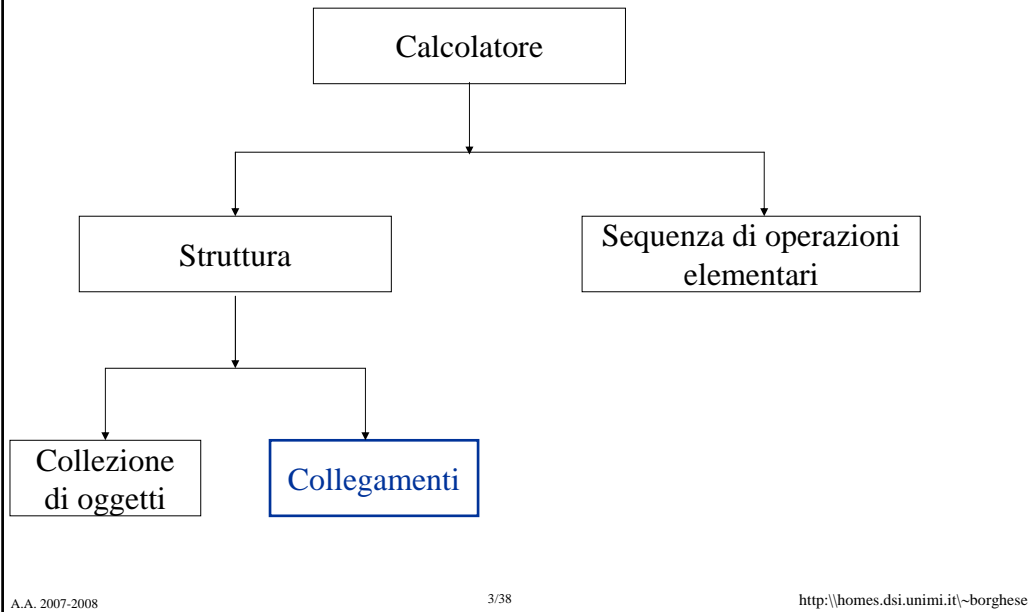 Calcolatore
Struttura
Sequenza di operazioni
elementari
Collezione
di oggetti
Collegamenti
A.A. 2007-2008
3/38
http:\\homes.dsi.unimi.it\~borghese